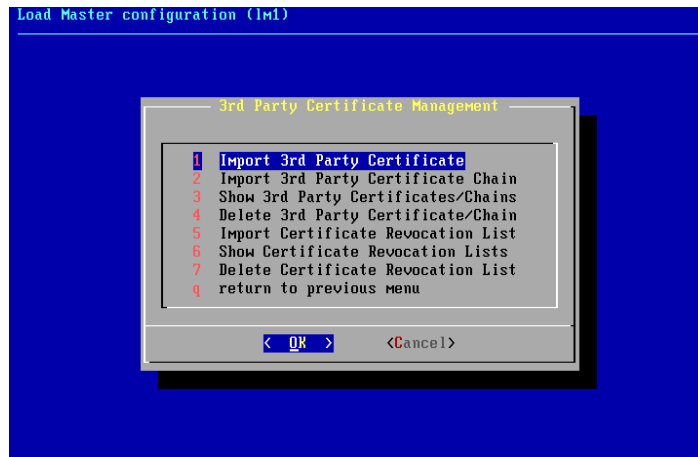 Load Master configuration (lm1)
3rd Party Certificate Management
1 Import 3rd Party Certificate
2 Import 3rd Party Certificate Chain
3 Show 3rd Party Certificates/Chains
4 Delete 3rd Party Certificate/Chain
5 Import Certificate Revocation List
6 Show Certificate Revocation Lists
7 Delete Certificate Revocation List
q return to previous menu
< OK > <Cancel>